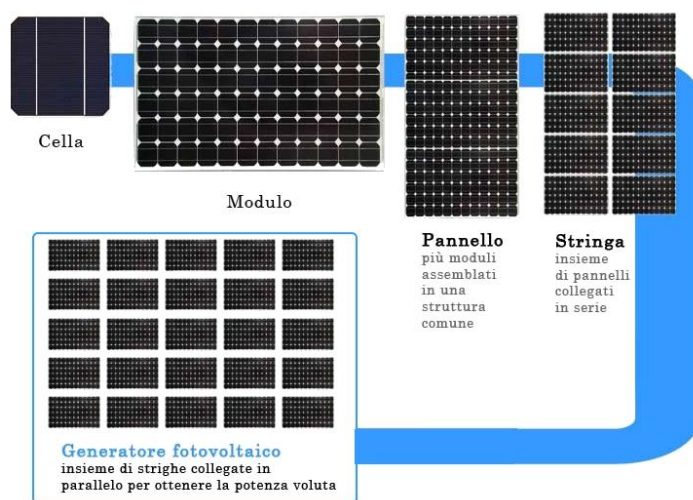 Cella
Modulo
Pannello
più moduli
assemblati
in una
struttura
comune
Stringa
insieme
di pannelli
collegati
in serie
Generatore fotovoltaico
insieme di strighe collegate in
parallelo per ottenere la potenza voluta